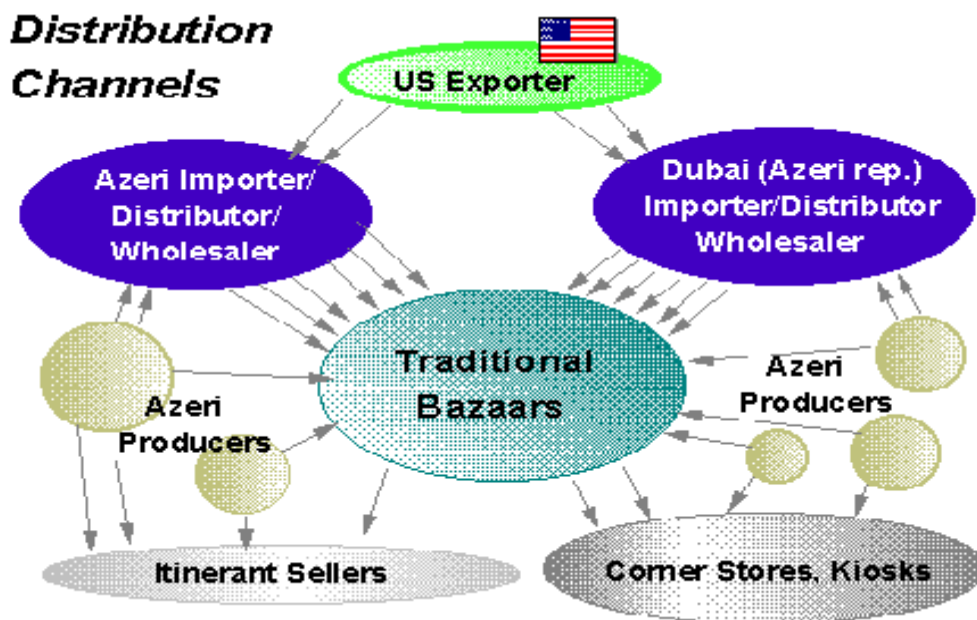 Distribution
Channels
US Exporter
Azeri Importer/
Distributor/
Wholesaler
Dubai (Azeri rep.)
Importer/Distributor
Wholesaler
Traditional
Bazaars
Azeri
Producers
Azeri
Producers
Itinerant Sellers
Corner Stores, Kiosks